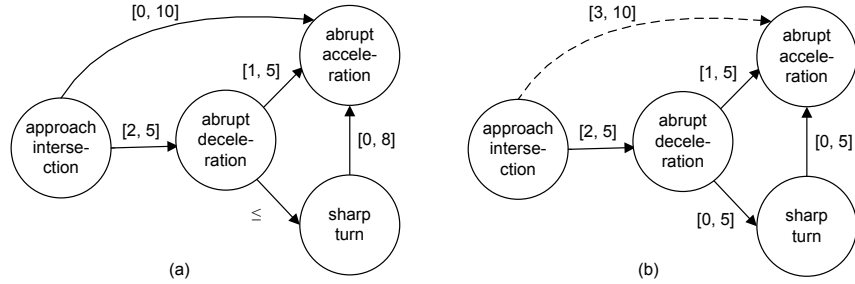 [0, 10]
abrupt
accele-
ration
[1, 5]
approach
interse-
ction
[2, 5]
abrupt
decele-
ration
[0, 8]
≤
sharp
turn
(a)
[3, 10]
abrupt
accele-
ration
[1, 5]
approach
interse-
ction
[2, 5]
abrupt
decele-
ration
[0, 5]
[0, 5]
sharp
turn
(b)